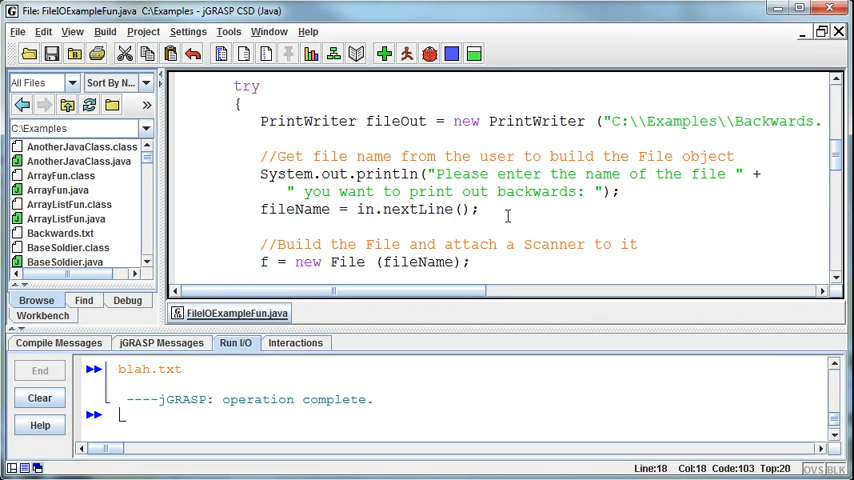 File: FileIOExampleFun.java C:\Examples - jGRASP CSD (Java)
File Edit View Build Project Settings Tools Window Help
All Files Sort By N...
C:\Examples
AnotherJavaClass.class
AnotherJavaClass.java
ArrayFun.class
ArrayFun.java
ArrayListFun.class
ArrayListFun.java
Backwards.txt
BaseSoldier.class
BaseSoldier.java
Browse Find Debug
Workbench
try
{
PrintWriter fileOut = new PrintWriter ("C:\\Examples\\Backwards.
//Get file name from the user to build the File object
System.out.println("Please enter the name of the file " +
" you want to print out backwards: ");
fileName = in.nextLine();
//Build the File and attach a Scanner to it
f = new File (fileName);
FileIOExampleFun.java
Compile Messages jGRASP Messages Run I/O Interactions
End
Clear
Help
blah.txt
----jGRASP: operation complete.
Line:18 Col:18 Code:103 Top:20 OVS BLK